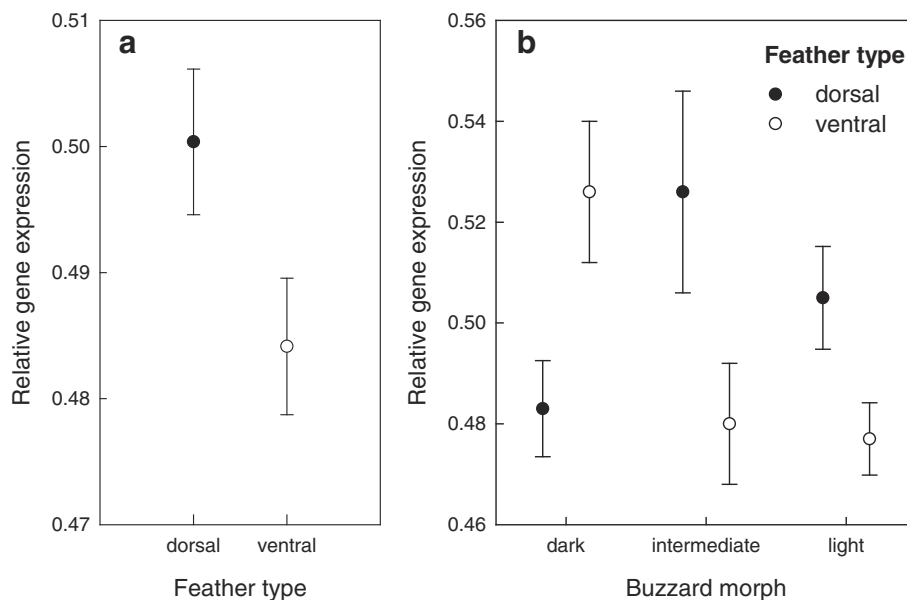 a
Relative gene expression
0.51
0.50
0.49
0.48
0.47
dorsal ventral
Feather type
b
Relative gene expression
0.56
0.54
0.52
0.50
0.48
0.46
Feather type
dorsal
ventral
dark intermediate light
Buzzard morph